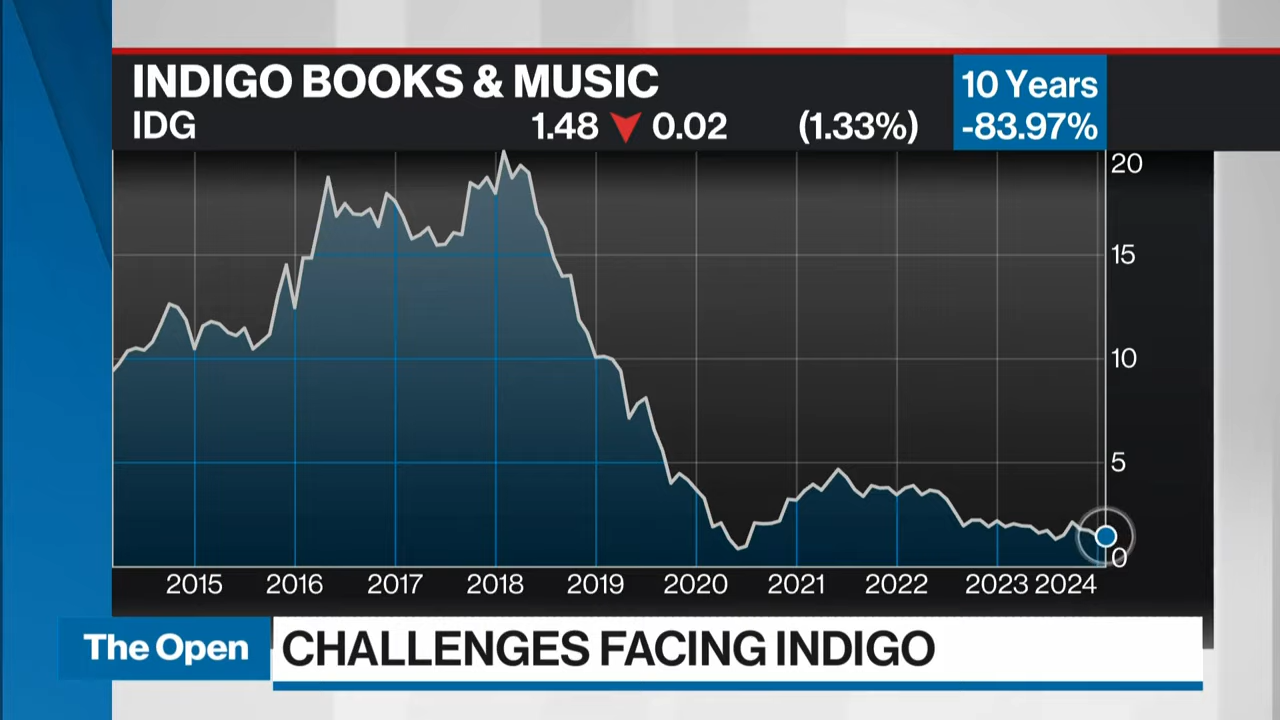 INDIGO BOOKS & MUSIC
IDG 1.48 0.02 (1.33%)
10 Years
-83.97%
20
15
10
5
0
2015 2016 2017 2018 2019 2020 2021 2022 2023 2024
The Open
CHALLENGES FACING INDIGO